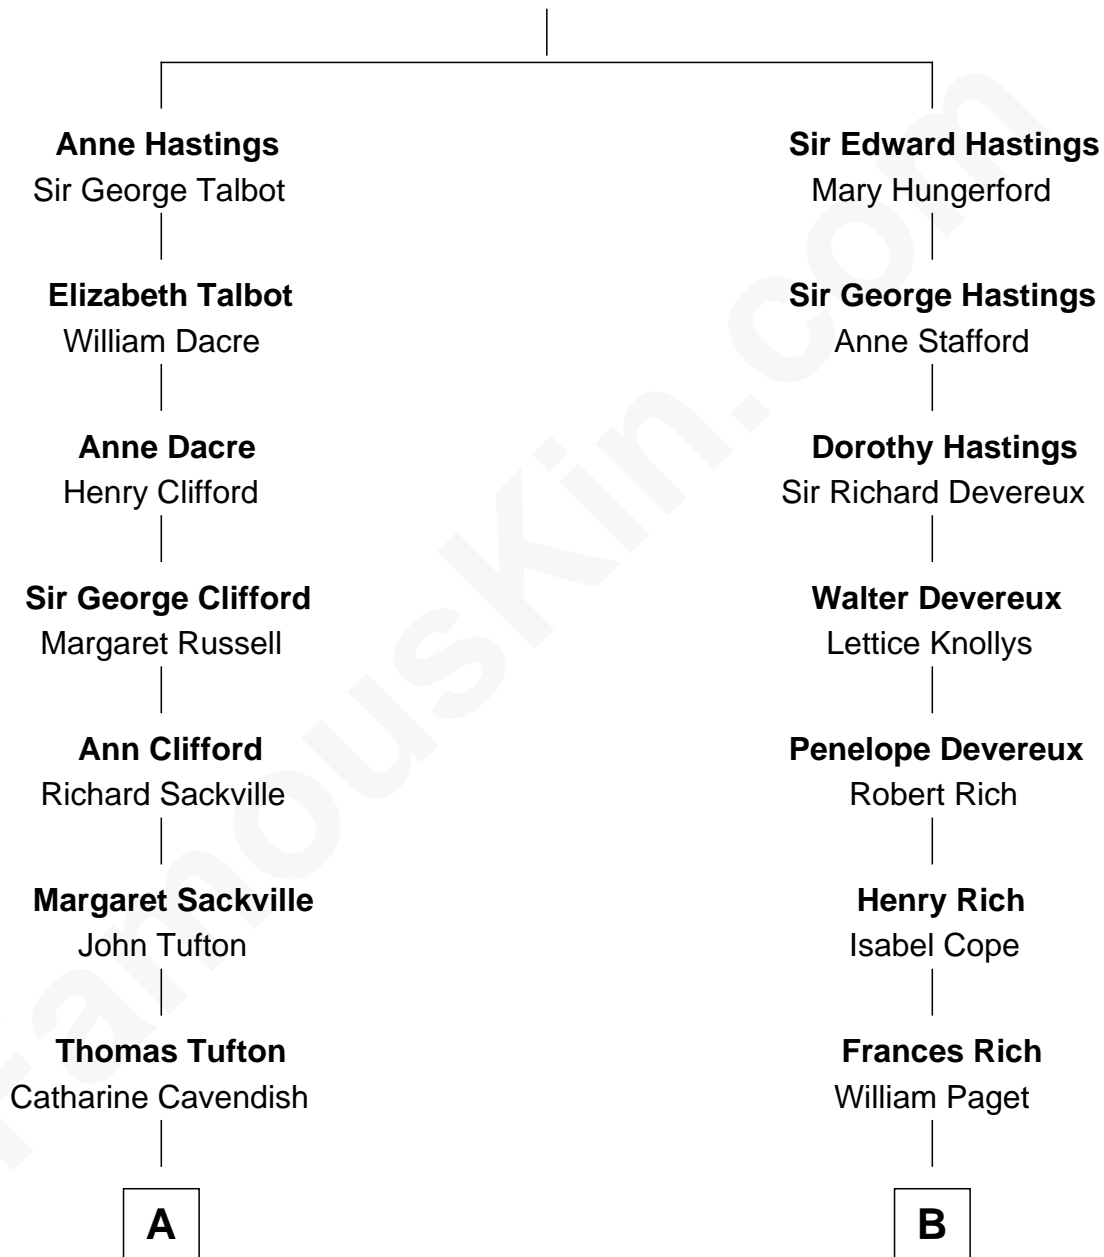 Anne Hastings
Sir George Talbot
Elizabeth Talbot
William Dacre
Anne Dacre
Henry Clifford
Sir George Clifford
Margaret Russell
Ann Clifford
Richard Sackville
Margaret Sackville
John Tufton
Thomas Tufton
Catharine Cavendish
A
Sir Edward Hastings
Mary Hungerford
Sir George Hastings
Anne Stafford
Dorothy Hastings
Sir Richard Devereux
Walter Devereux
Lettice Knollys
Penelope Devereux
Robert Rich
Henry Rich
Isabel Cope
Frances Rich
William Paget
B
FamousKin.com